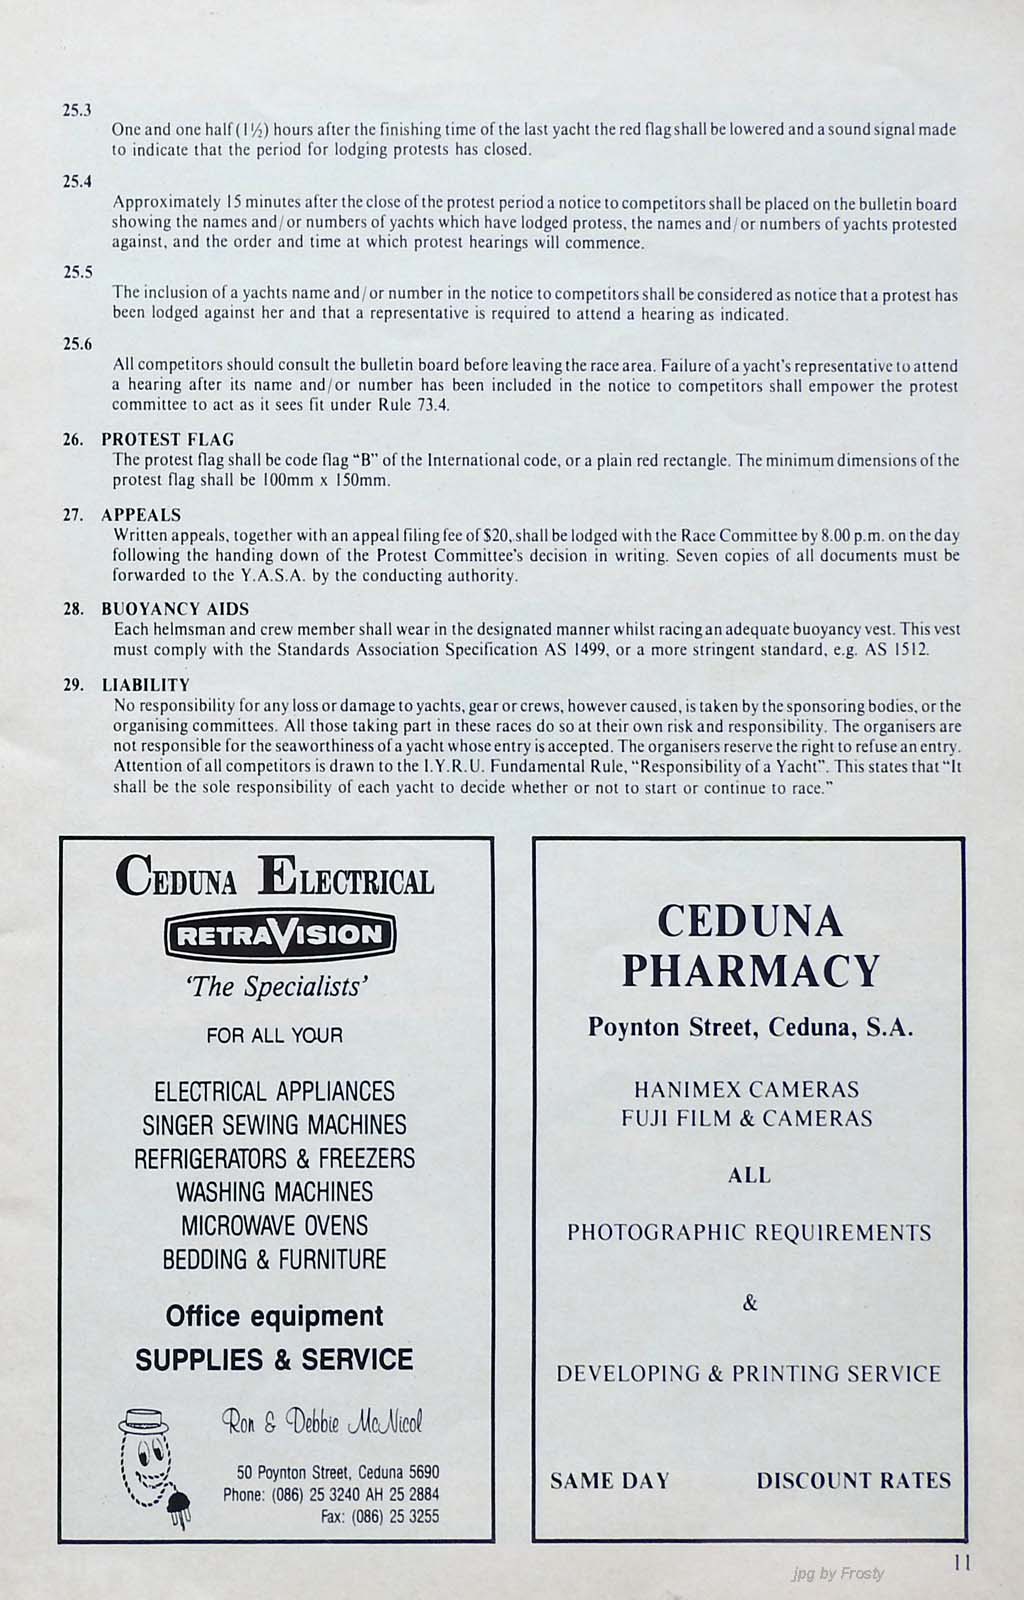 25.3
One and one half (1½) hours after the finishing time of the last yacht the red flag shall be lowered and a sound signal made
to indicate that the period for lodging protests has closed.
25.4
Approximately 15 minutes after the close of the protest period a notice to competitors shall be placed on the bulletin board
showing the names and/or numbers of yachts which have lodged protess, the names and/or numbers of yachts protested
against, and the order and time at which protest hearings will commence.
25.5
The inclusion of a yachts name and/or number in the notice to competitors shall be considered as notice that a protest has
been lodged against her and that a representative is required to attend a hearing as indicated.
25.6
All competitors should consult the bulletin board before leaving the race area. Failure of a yacht's representative to attend
a hearing after its name and/or number has been included in the notice to competitors shall empower the protest
committee to act as it sees fit under Rule 73.4.
26. PROTEST FLAG
The protest flag shall be code flag "B" of the International code, or a plain red rectangle. The minimum dimensions of the
protest flag shall be 100mm x 150mm.
27. APPEALS
Written appeals, together with an appeal filing fee of $20, shall be lodged with the Race Committee by 8.00 p.m. on the day
following the handing down of the Protest Committee's decision in writing. Seven copies of all documents must be
forwarded to the Y.A.S.A. by the conducting authority.
28. BUOYANCY AIDS
Each helmsman and crew member shall wear in the designated manner whilst racing an adequate buoyancy vest. This vest
must comply with the Standards Association Specification AS 1499, or a more stringent standard, e.g. AS 1512.
29. LIABILITY
No responsibility for any loss or damage to yachts, gear or crews, however caused, is taken by the sponsoring bodies, or the
organising committees. All those taking part in these races do so at their own risk and responsibility. The organisers are
not responsible for the seaworthiness of a yacht whose entry is accepted. The organisers reserve the right to refuse an entry.
Attention of all competitors is drawn to the I.Y.R.U. Fundamental Rule, "Responsibility of a Yacht". This states that "It
shall be the sole responsibility of each yacht to decide whether or not to start or continue to race."
CEDUNA ELECTRICAL
RETRAVISION
'The Specialists'
FOR ALL YOUR
ELECTRICAL APPLIANCES
SINGER SEWING MACHINES
REFRIGERATORS & FREEZERS
WASHING MACHINES
MICROWAVE OVENS
BEDDING & FURNITURE
Office equipment
SUPPLIES & SERVICE
Ron & Debbie McNicol
50 Poynton Street, Ceduna 5690
Phone: (086) 25 3240 AH 25 2884
Fax: (086) 25 3255
CEDUNA
PHARMACY
Poynton Street, Ceduna, S.A.
HANIMEX CAMERAS
FUJI FILM & CAMERAS
ALL
PHOTOGRAPHIC REQUIREMENTS
&
DEVELOPING & PRINTING SERVICE
SAME DAY DISCOUNT RATES
11
jpg by Frosty